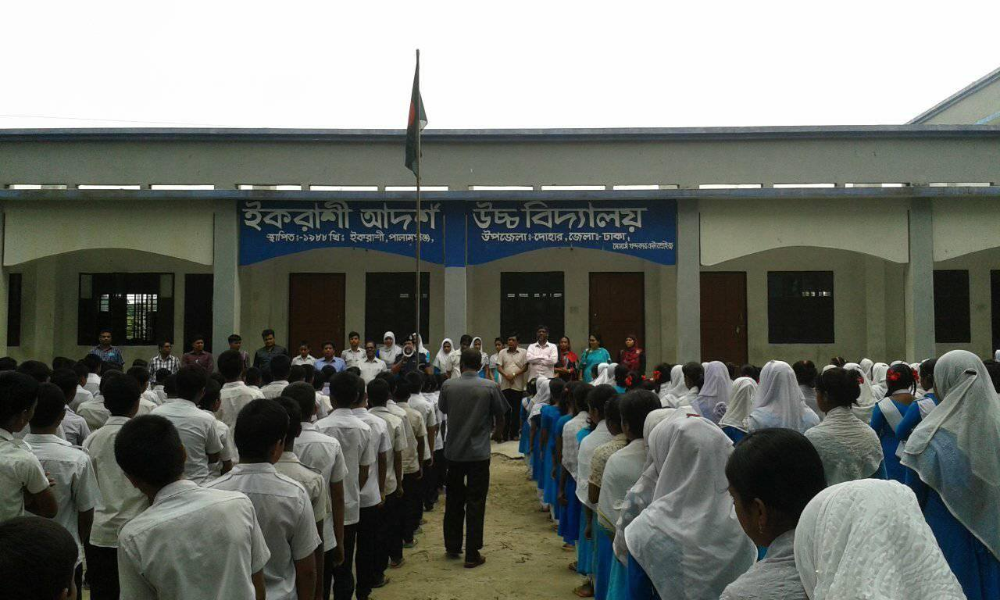 ইকরাশী আদর্শ উচ্চ বিদ্যালয়
স্থাপিত:-১৯৮৮ খ্রি: ইকরাশী, পালামগঞ্জ, উপজেলা:-দোহার, জেলা:-ঢাকা,